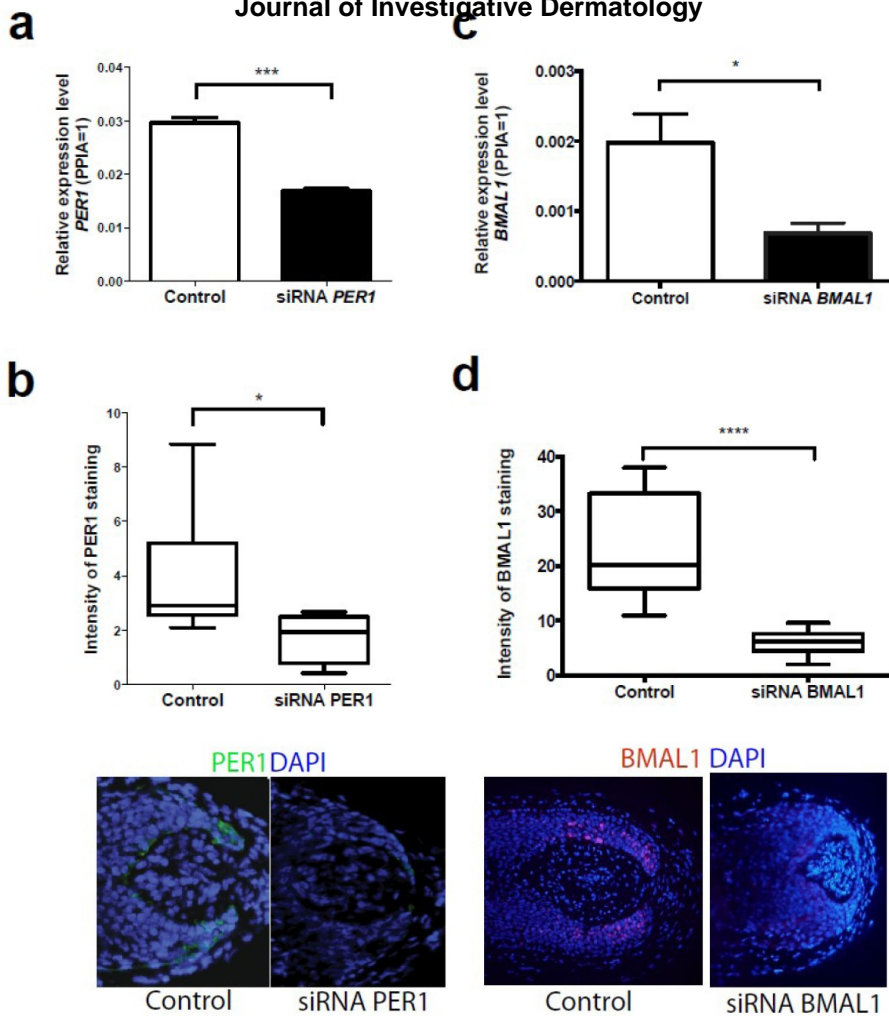 Journal of Investigative Dermatology
a
Relative expression level
PER1 (PPIA=1)
0.04
0.03
0.02
0.01
0.00
***
Control
siRNA PER1
c
Relative expression level
BMAL1 (PPIA=1)
0.003
0.002
0.001
0.000
*
Control
siRNA BMAL1
b
Intensity of PER1 staining
10
8
6
4
2
0
*
Control
siRNA PER1
d
Intensity of BMAL1 staining
40
30
20
10
0
****
Control
siRNA BMAL1
PER1DAPI
Control
siRNA PER1
BMAL1 DAPI
Control
siRNA BMAL1